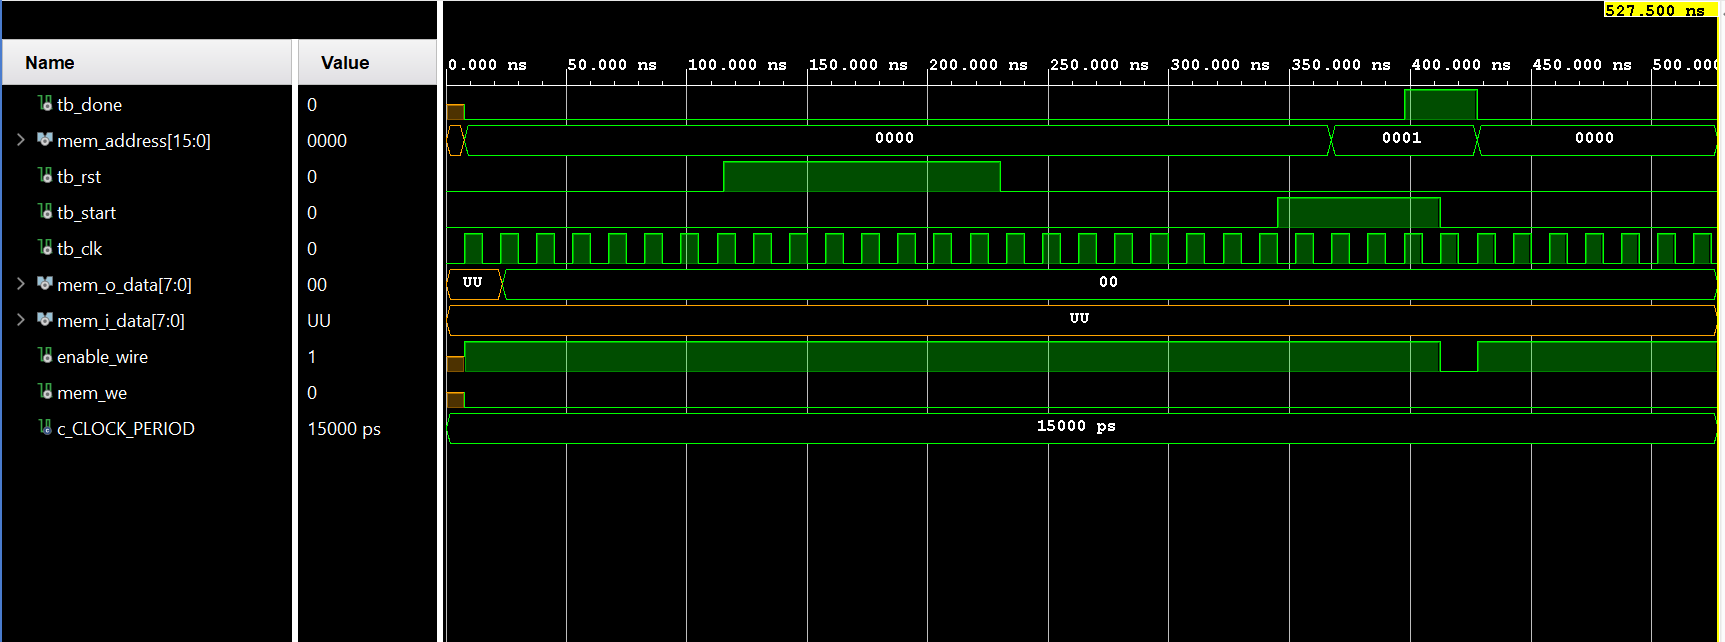 527.500 ns
Name Value
0.000 ns 50.000 ns 100.000 ns 150.000 ns 200.000 ns 250.000 ns 300.000 ns 350.000 ns 400.000 ns 450.000 ns 500.000
tb_done 0
mem_address[15:0] 0000 0000 0001 0000
tb_rst 0
tb_start 0
tb_clk 0
mem_o_data[7:0] 00 UU 00
mem_i_data[7:0] UU UU
enable_wire 1
mem_we 0
c_CLOCK_PERIOD 15000 ps 15000 ps